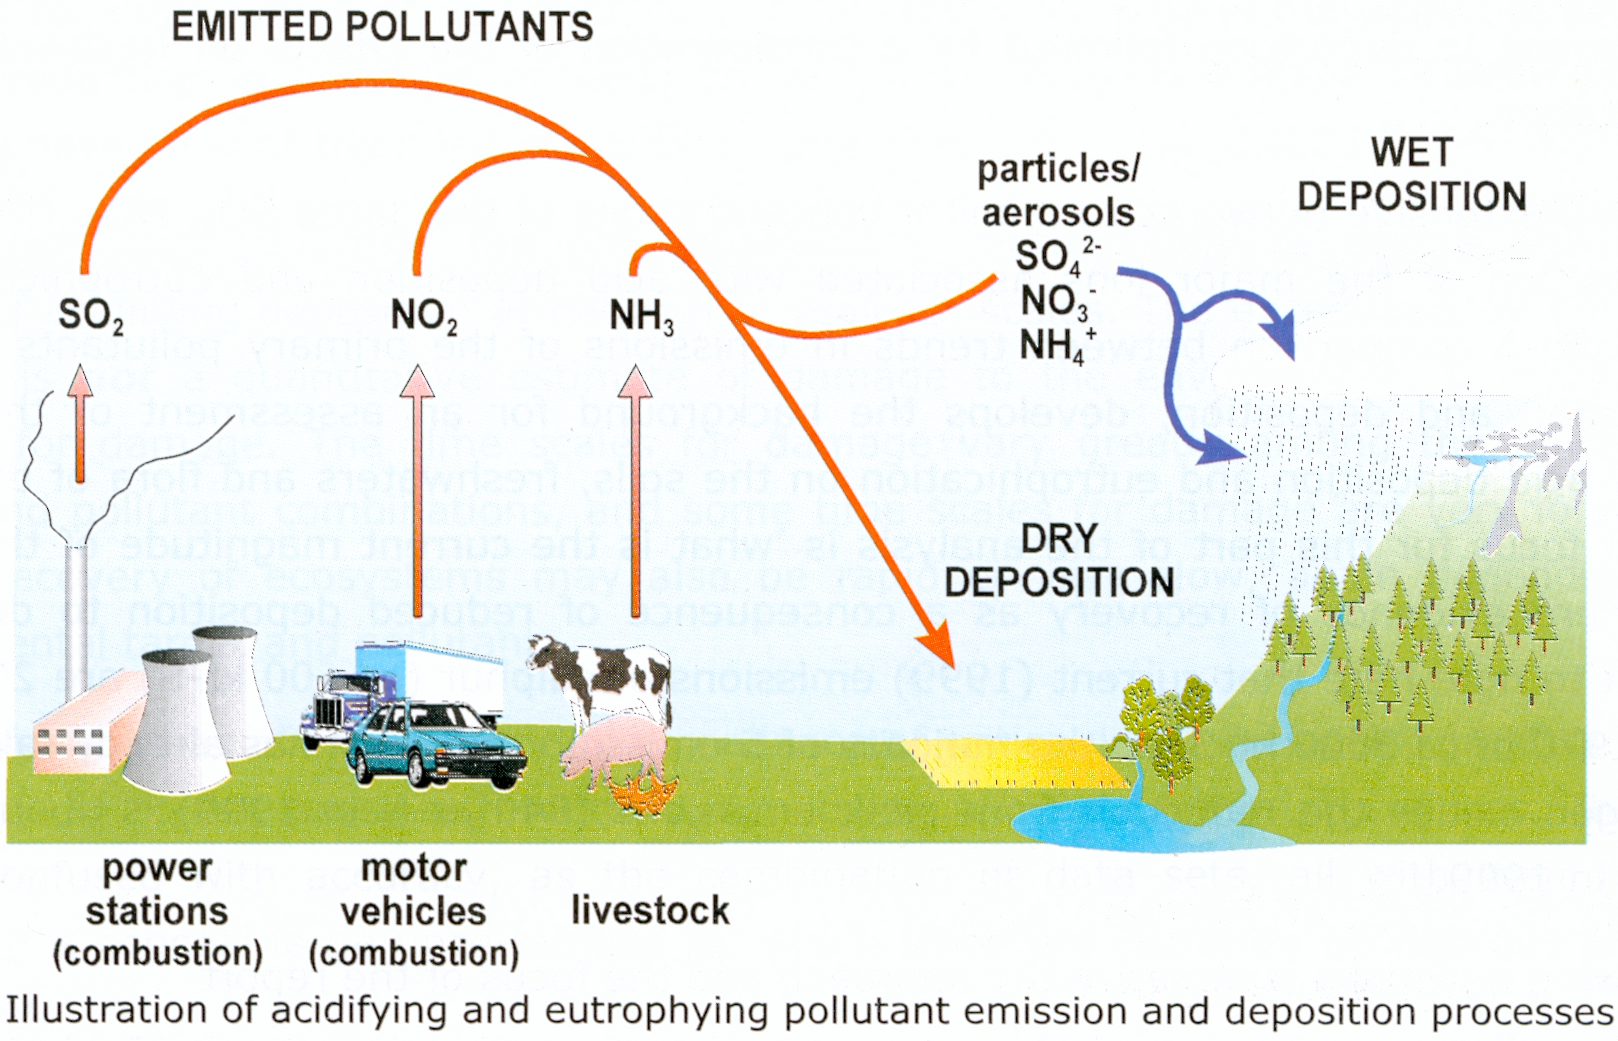 EMITTED POLLUTANTS
WET
DEPOSITION
particles/
aerosols
SO₄²⁻
NO₃⁻
NH₄⁺
SO₂
NO₂
NH₃
DRY
DEPOSITION
power
stations
(combustion)
motor
vehicles
(combustion)
livestock
Illustration of acidifying and eutrophying pollutant emission and deposition processes